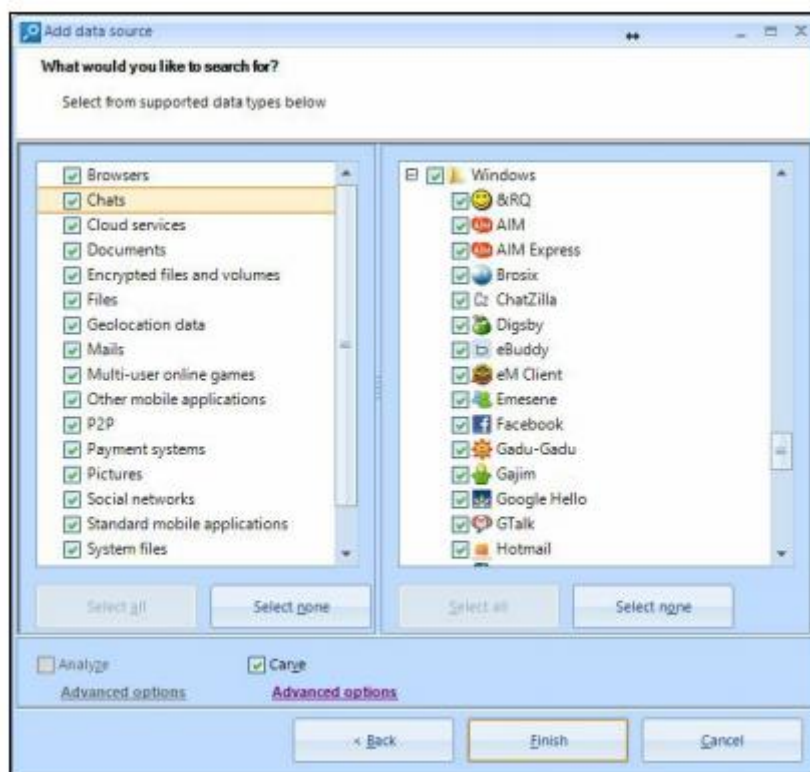 Add data source
What would you like to search for?
Select from supported data types below
Browsers
Chats
Cloud services
Documents
Encrypted files and volumes
Files
Geolocation data
Mails
Multi-user online games
Other mobile applications
P2P
Payment systems
Pictures
Social networks
Standard mobile applications
System files
Select all
Select none
Windows
&RQ
AIM
AIM Express
Brosix
ChatZilla
Digsby
eBuddy
eM Client
Emesene
Facebook
Gadu-Gadu
Gajim
Google Hello
GTalk
Hotmail
Select all
Select none
Analyze
Carve
Advanced options
Advanced options
< Back
Finish
Cancel